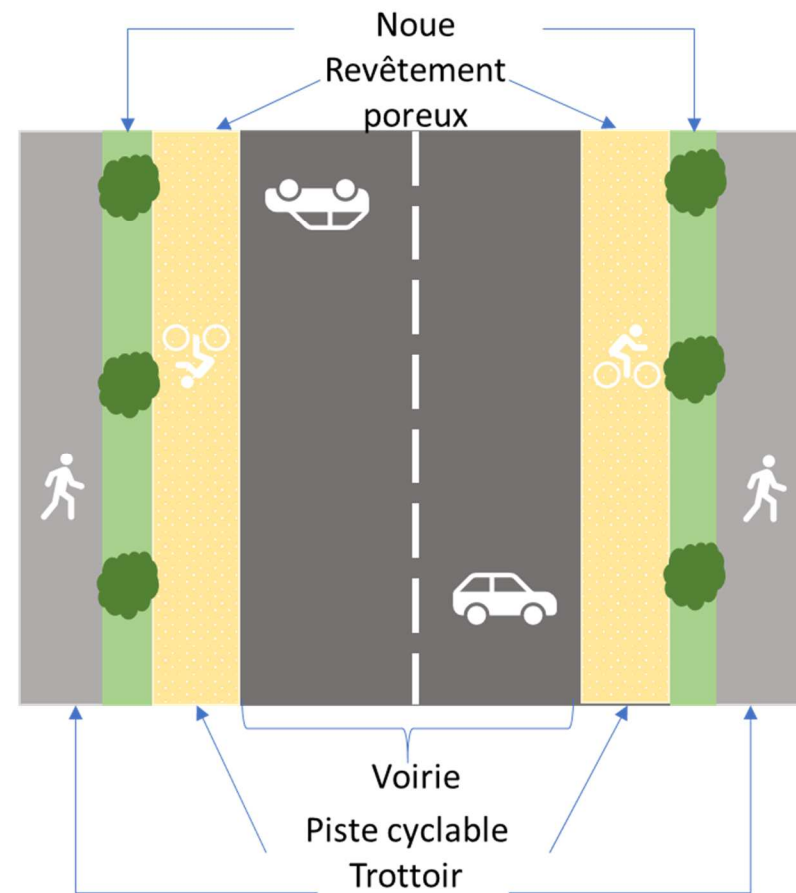 Noue
Revêtement
poreux
Voirie
Piste cyclable
Trottoir